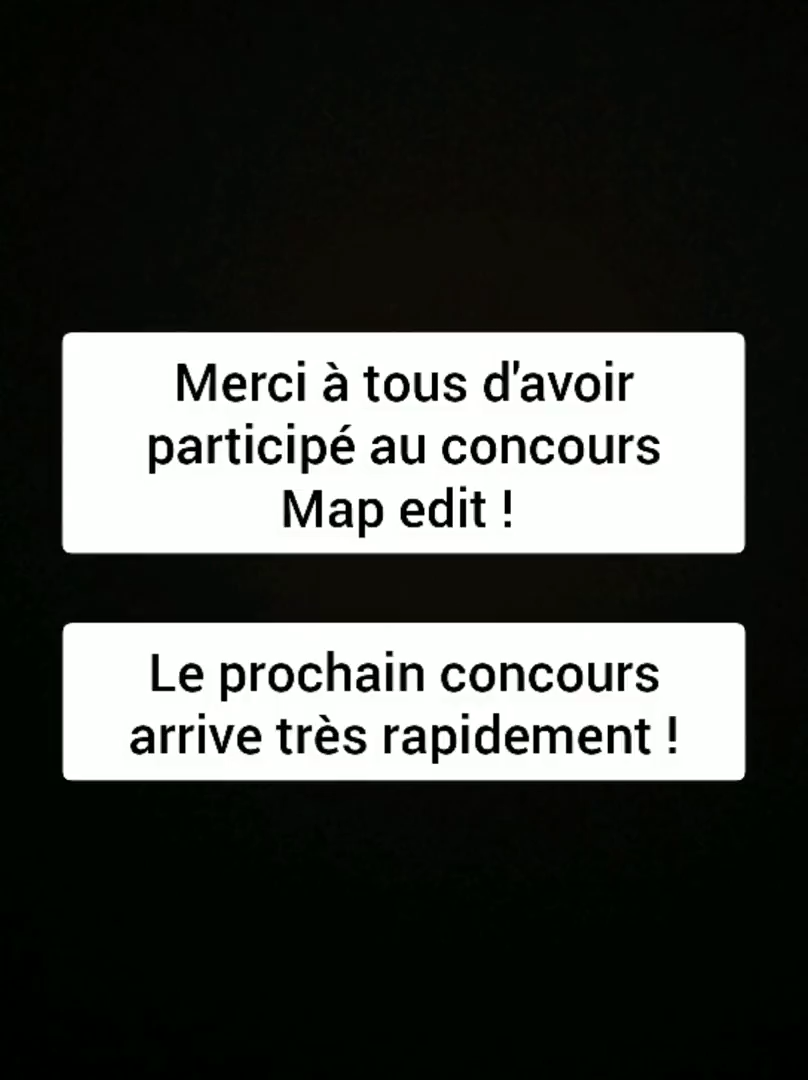 Merci à tous d'avoir
participé au concours
Map edit !
Le prochain concours
arrive très rapidement !